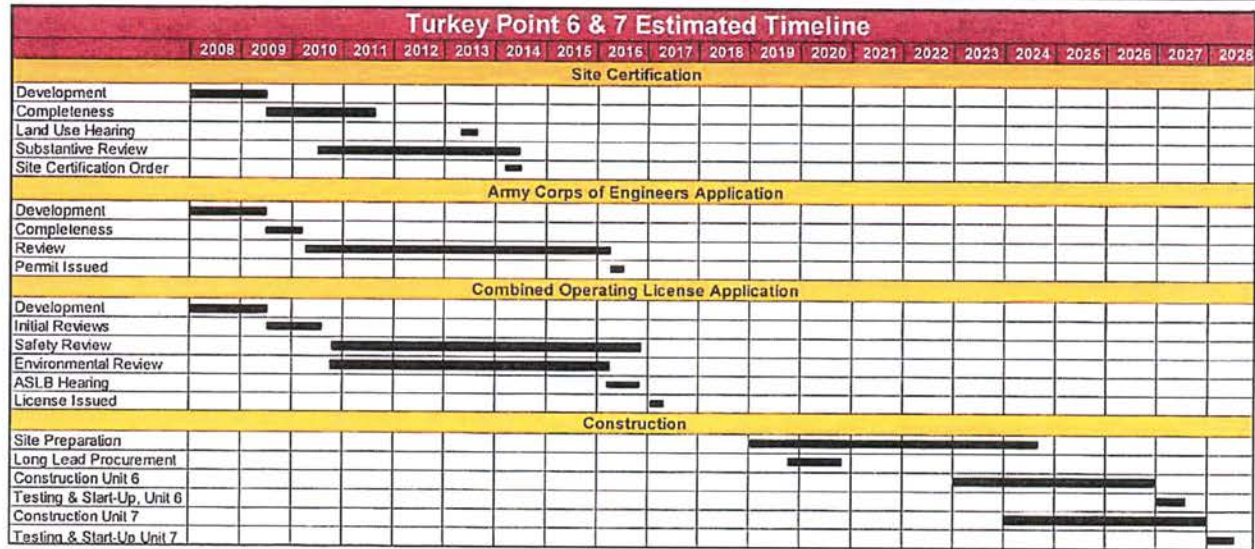 Turkey Point 6 & 7 Estimated Timeline
2008 2009 2010 2011 2012 2013 2014 2015 2016 2017 2018 2019 2020 2021 2022 2023 2024 2025 2026 2027 2028
Site Certification
Development
Completeness
Land Use Hearing
Substantive Review
Site Certification Order
Army Corps of Engineers Application
Development
Completeness
Review
Permit Issued
Combined Operating License Application
Development
Initial Reviews
Safety Review
Environmental Review
ASLB Hearing
License Issued
Construction
Site Preparation
Long Lead Procurement
Construction Unit 6
Testing & Start-Up, Unit 6
Construction Unit 7
Testing & Start-Up Unit 7